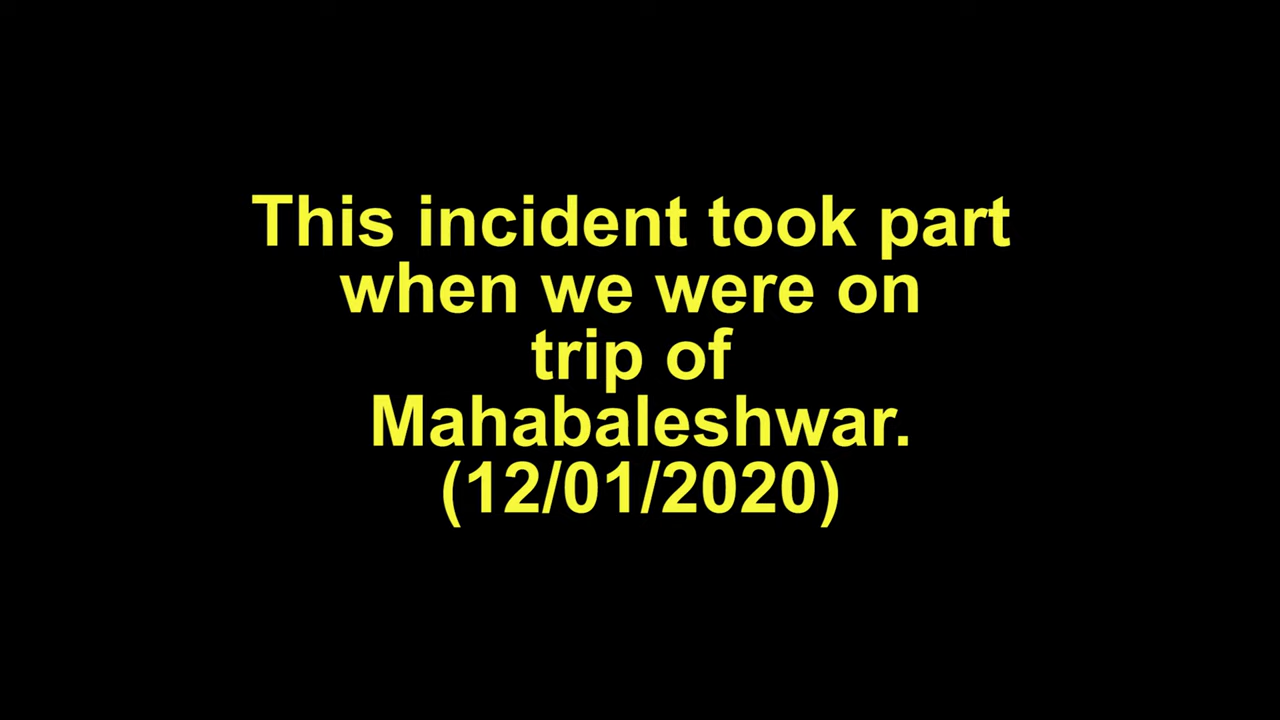 This incident took part
when we were on
trip of
Mahabaleshwar.
(12/01/2020)